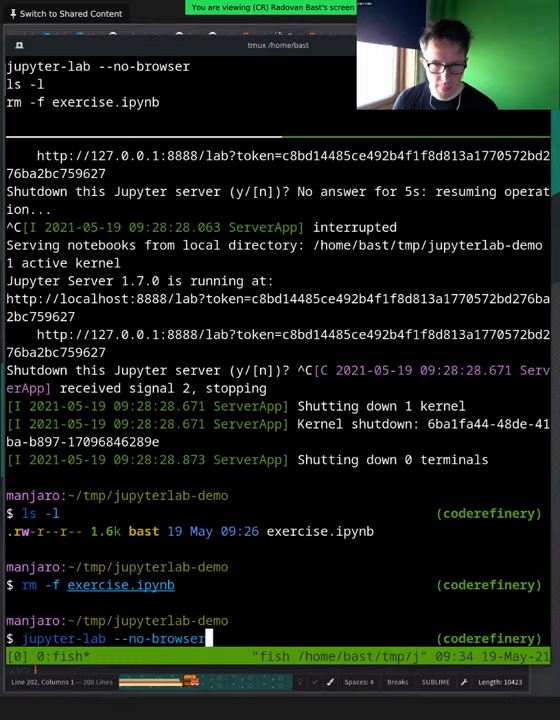 Switch to Shared Content
You are viewing (CR) Radovan Bast's screen
tmux /home/bast
jupyter-lab --no-browser
ls -l
rm -f exercise.ipynb
http://127.0.0.1:8888/lab?token=c8bd14485ce492b4f1f8d813a1770572bd2
76ba2bc759627
Shutdown this Jupyter server (y/[n])? No answer for 5s: resuming operat
ion...
^C[I 2021-05-19 09:28:28.063 ServerApp] interrupted
Serving notebooks from local directory: /home/bast/tmp/jupyterlab-demo
1 active kernel
Jupyter Server 1.7.0 is running at:
http://localhost:8888/lab?token=c8bd14485ce492b4f1f8d813a1770572bd276ba
2bc759627
http://127.0.0.1:8888/lab?token=c8bd14485ce492b4f1f8d813a1770572bd2
76ba2bc759627
Shutdown this Jupyter server (y/[n])? ^C[C 2021-05-19 09:28:28.671 Serv
erApp] received signal 2, stopping
[I 2021-05-19 09:28:28.671 ServerApp] Shutting down 1 kernel
[I 2021-05-19 09:28:28.671 ServerApp] Kernel shutdown: 6ba1fa44-48de-41
ba-b897-17096846289e
[I 2021-05-19 09:28:28.873 ServerApp] Shutting down 0 terminals
manjaro:~/tmp/jupyterlab-demo
$ ls -l (coderefinery)
.rw-r--r-- 1.6k bast 19 May 09:26 exercise.ipynb
manjaro:~/tmp/jupyterlab-demo
$ rm -f exercise.ipynb (coderefinery)
manjaro:~/tmp/jupyterlab-demo
$ jupyter-lab --no-browser (coderefinery)
[0] 0:fish* "fish /home/bast/tmp/j" 09:34 19-May-21
Line 202, Columns 1 — 206 Lines Spaces: 4 Breaks SUBLIME Length: 10423